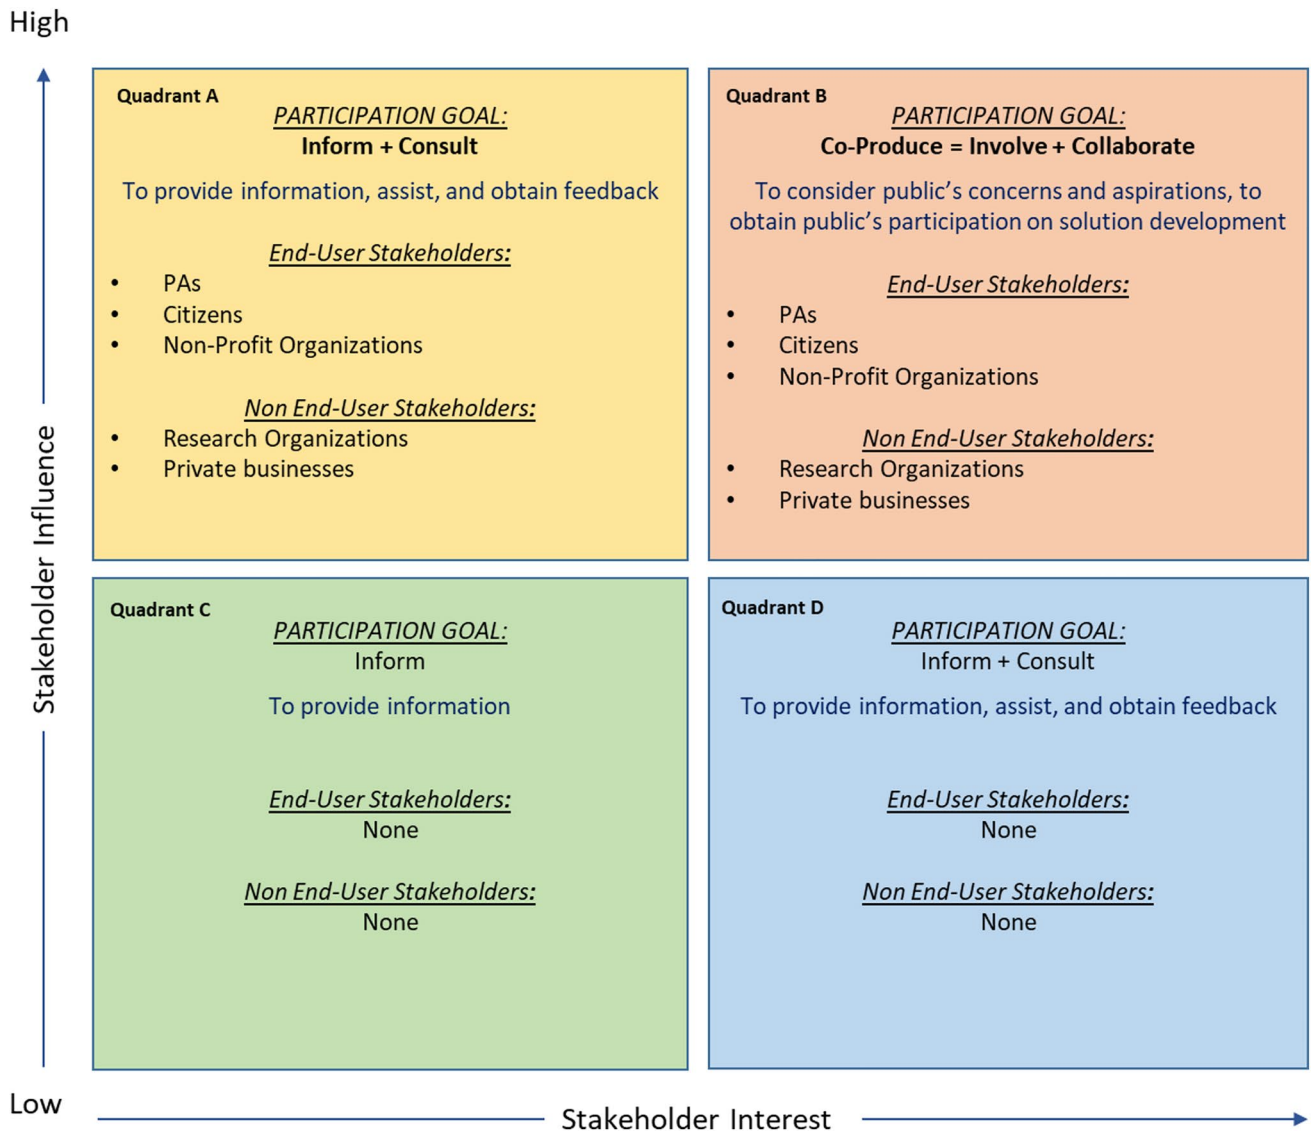 High
Quadrant A
PARTICIPATION GOAL:
Inform + Consult
To provide information, assist, and obtain feedback
End-User Stakeholders:
• PAs
• Citizens
• Non-Profit Organizations
Non End-User Stakeholders:
• Research Organizations
• Private businesses
Quadrant B
PARTICIPATION GOAL:
Co-Produce = Involve + Collaborate
To consider public's concerns and aspirations, to
obtain public's participation on solution development
End-User Stakeholders:
• PAs
• Citizens
• Non-Profit Organizations
Non End-User Stakeholders:
• Research Organizations
• Private businesses
Stakeholder Influence
Quadrant C
PARTICIPATION GOAL:
Inform
To provide information
End-User Stakeholders:
None
Non End-User Stakeholders:
None
Quadrant D
PARTICIPATION GOAL:
Inform + Consult
To provide information, assist, and obtain feedback
End-User Stakeholders:
None
Non End-User Stakeholders:
None
Low
Stakeholder Interest